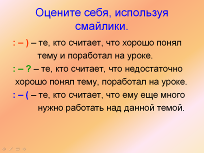 Оцените себя, используя
смайлики.
: – ) – те, кто считает, что хорошо понял
тему и поработал на уроке.
: – ? – те, кто считает, что недостаточно
хорошо понял тему, поработал на уроке.
: – ( – те, кто считает, что ему еще много
нужно работать над данной темой.